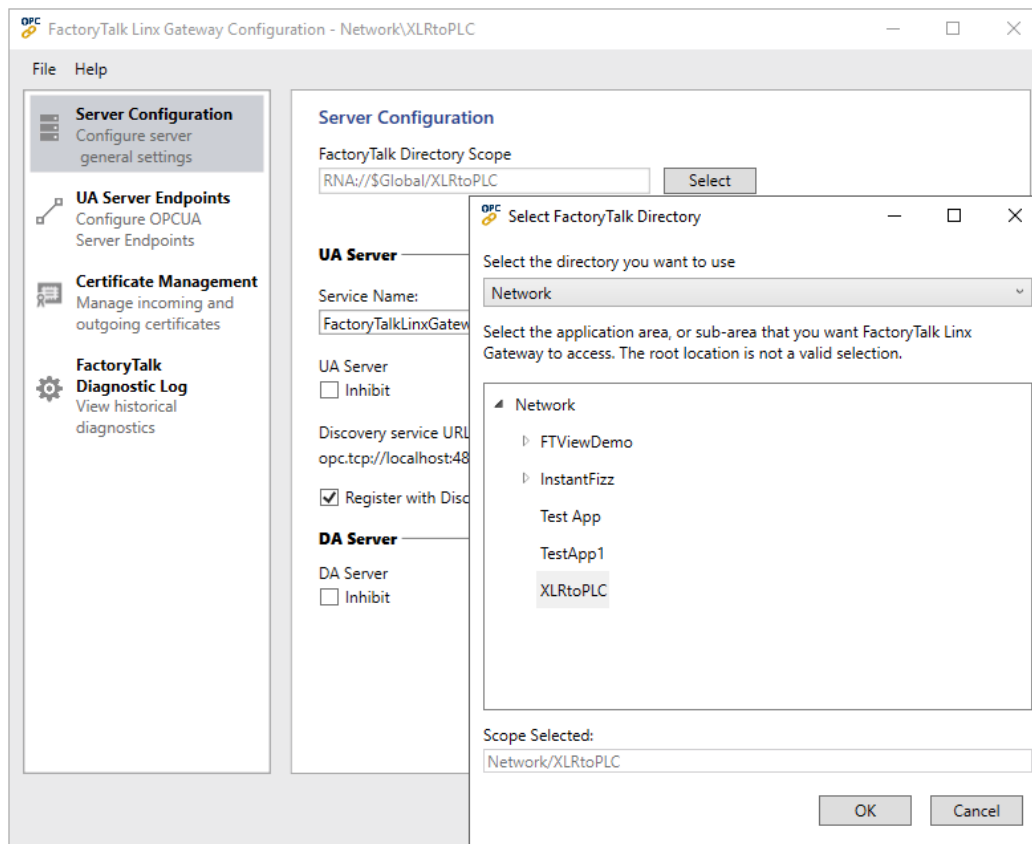 OPC
FactoryTalk Linx Gateway Configuration - Network\XLRtoPLC
File Help
Server Configuration
Configure server
general settings
UA Server Endpoints
Configure OPCUA
Server Endpoints
Certificate Management
Manage incoming and
outgoing certificates
FactoryTalk
Diagnostic Log
View historical
diagnostics
Server Configuration
FactoryTalk Directory Scope
RNA://$Global/XLRtoPLC
Select
UA Server
Service Name:
FactoryTalkLinxGatew
UA Server
Inhibit
Discovery service URL
opc.tcp://localhost:48
Register with Disc
DA Server
DA Server
Inhibit
OPC
Select FactoryTalk Directory
Select the directory you want to use
Network
Select the application area, or sub-area that you want FactoryTalk Linx
Gateway to access. The root location is not a valid selection.
Network
FTViewDemo
InstantFizz
Test App
TestApp1
XLRtoPLC
Scope Selected:
Network/XLRtoPLC
OK
Cancel